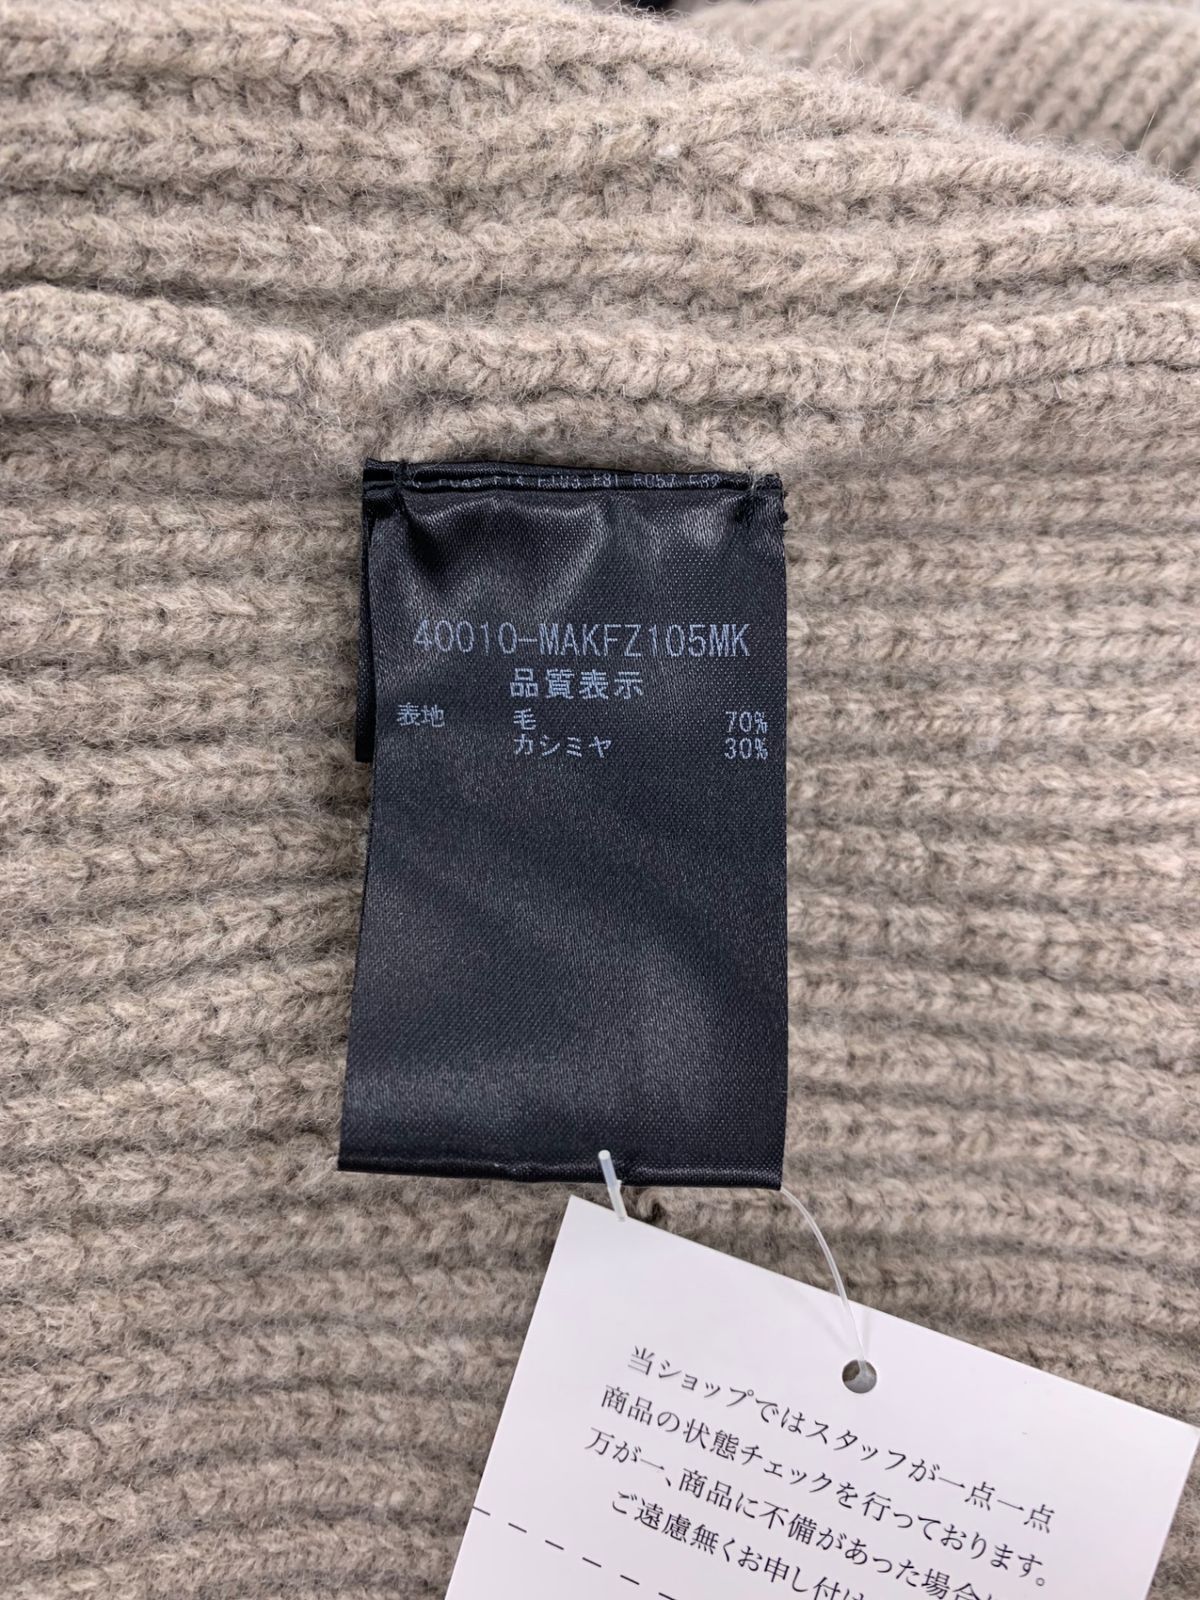 40010-MAKFZ105MK
品質表示
表地 毛 70%
カシミヤ 30%
当ショップではスタッフが一点一点
商品の状態チェックを行っております。
万が一、商品に不備があった場合
ご遠慮無くお申し付け